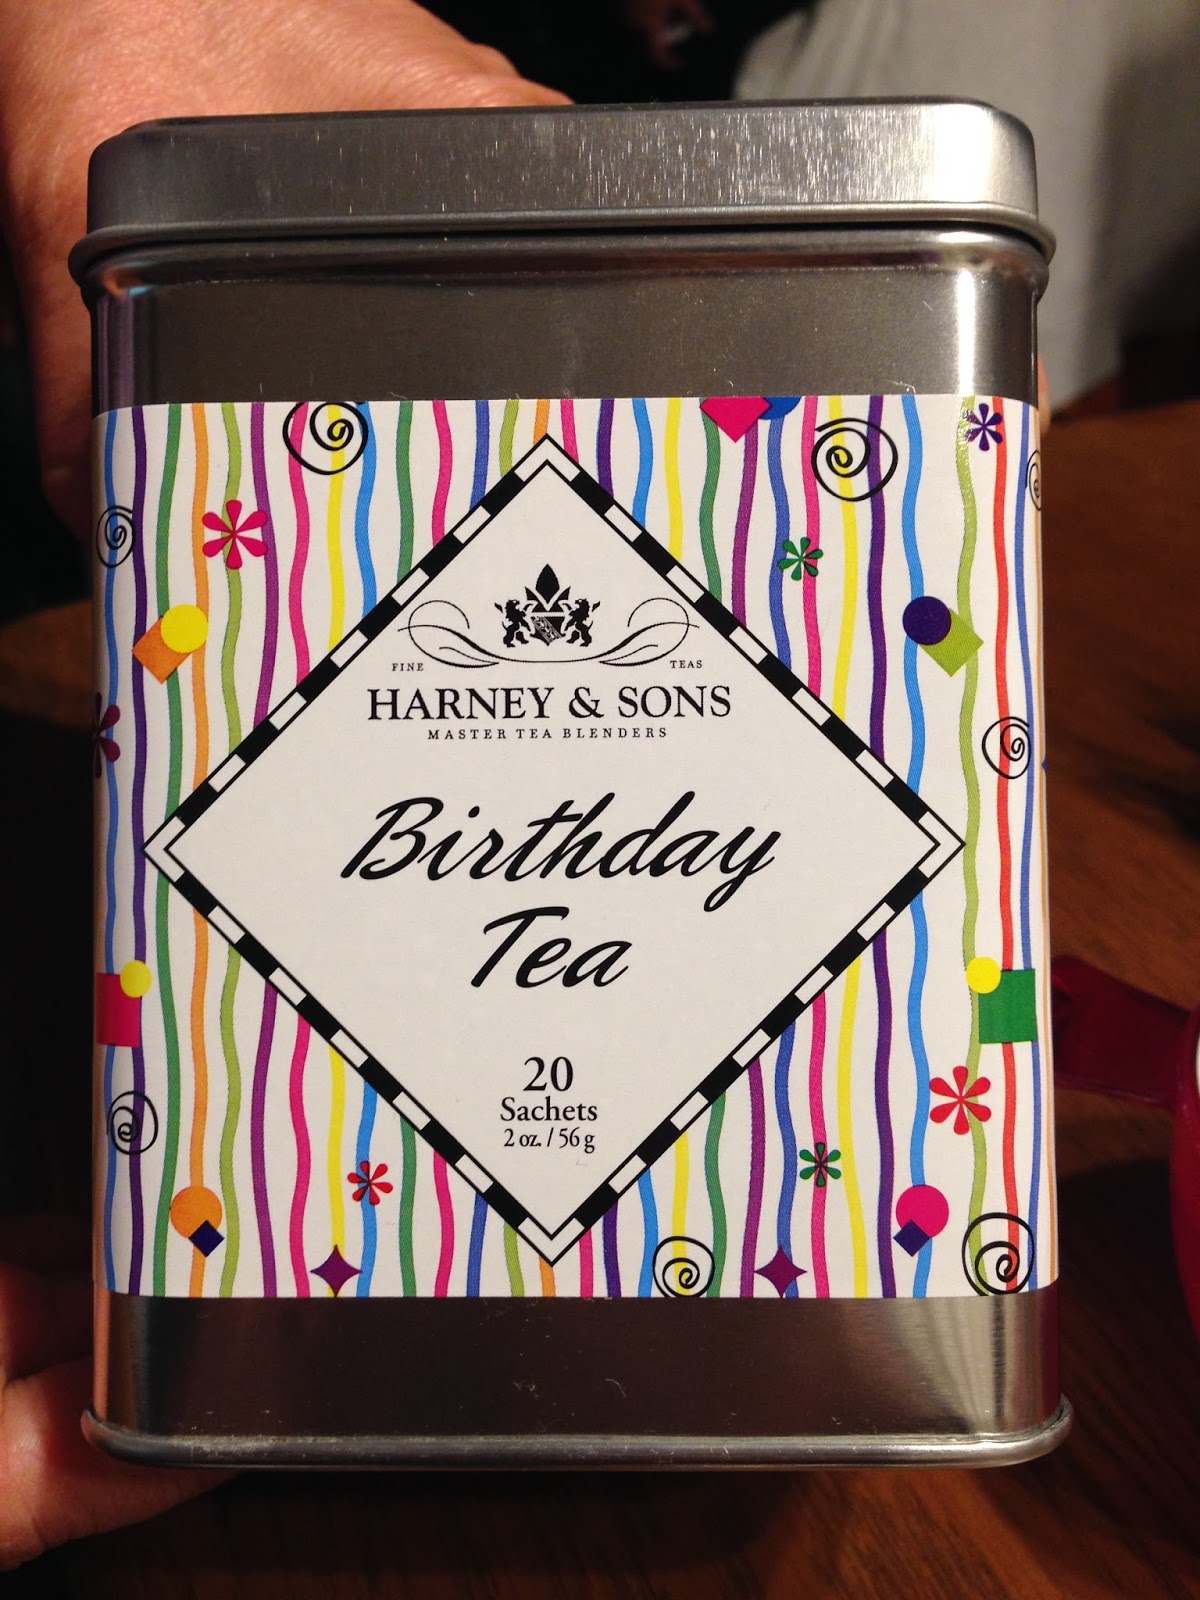 FINE TEAS
HARNEY & SONS
MASTER TEA BLENDERS
Birthday
Tea
20
Sachets
2 oz. / 56 g